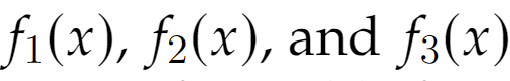 f₁(x), f₂(x), and f₃(x)